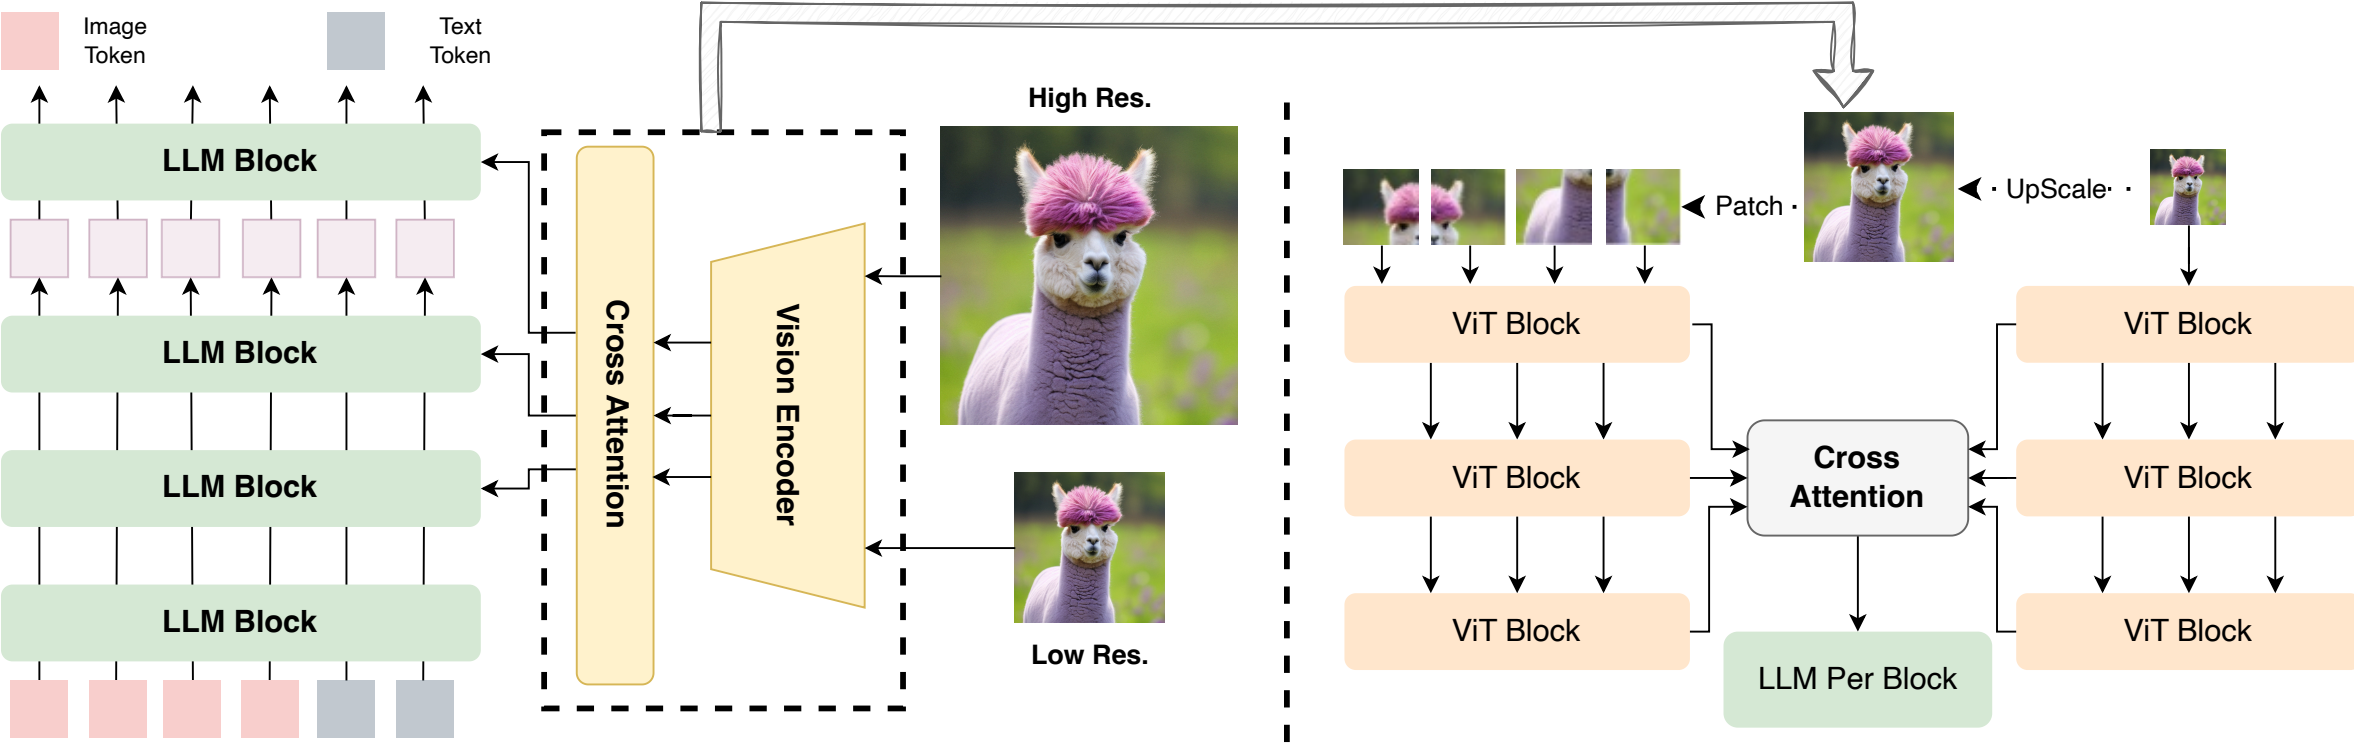 Image
Token
Text
Token
LLM Block
LLM Block
LLM Block
LLM Block
Cross Attention
Vision Encoder
High Res.
Low Res.
Patch
UpScale
ViT Block
ViT Block
ViT Block
Cross
Attention
LLM Per Block
ViT Block
ViT Block
ViT Block